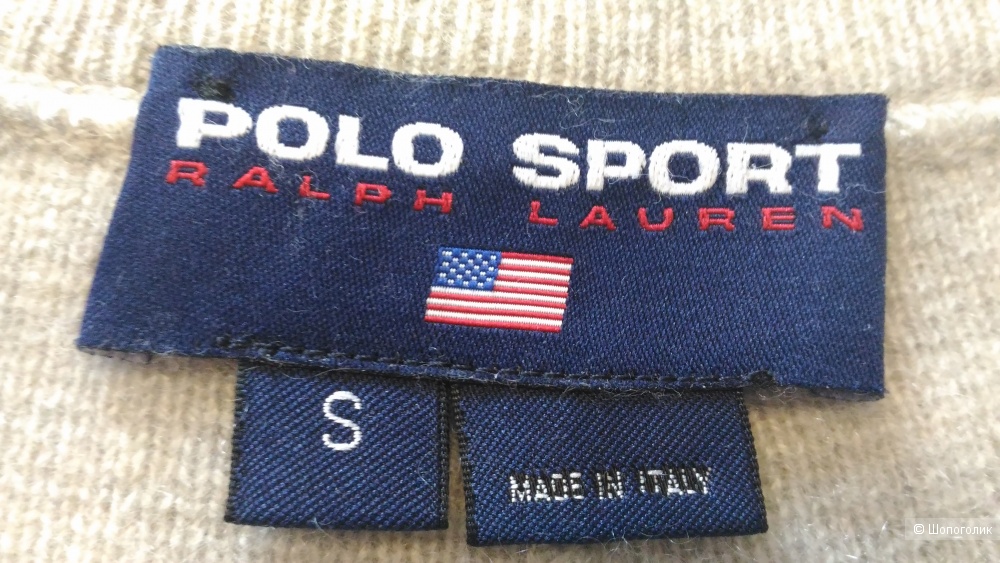 POLO SPORT
RALPH LAUREN
S
MADE IN ITALY
© Шопоголик